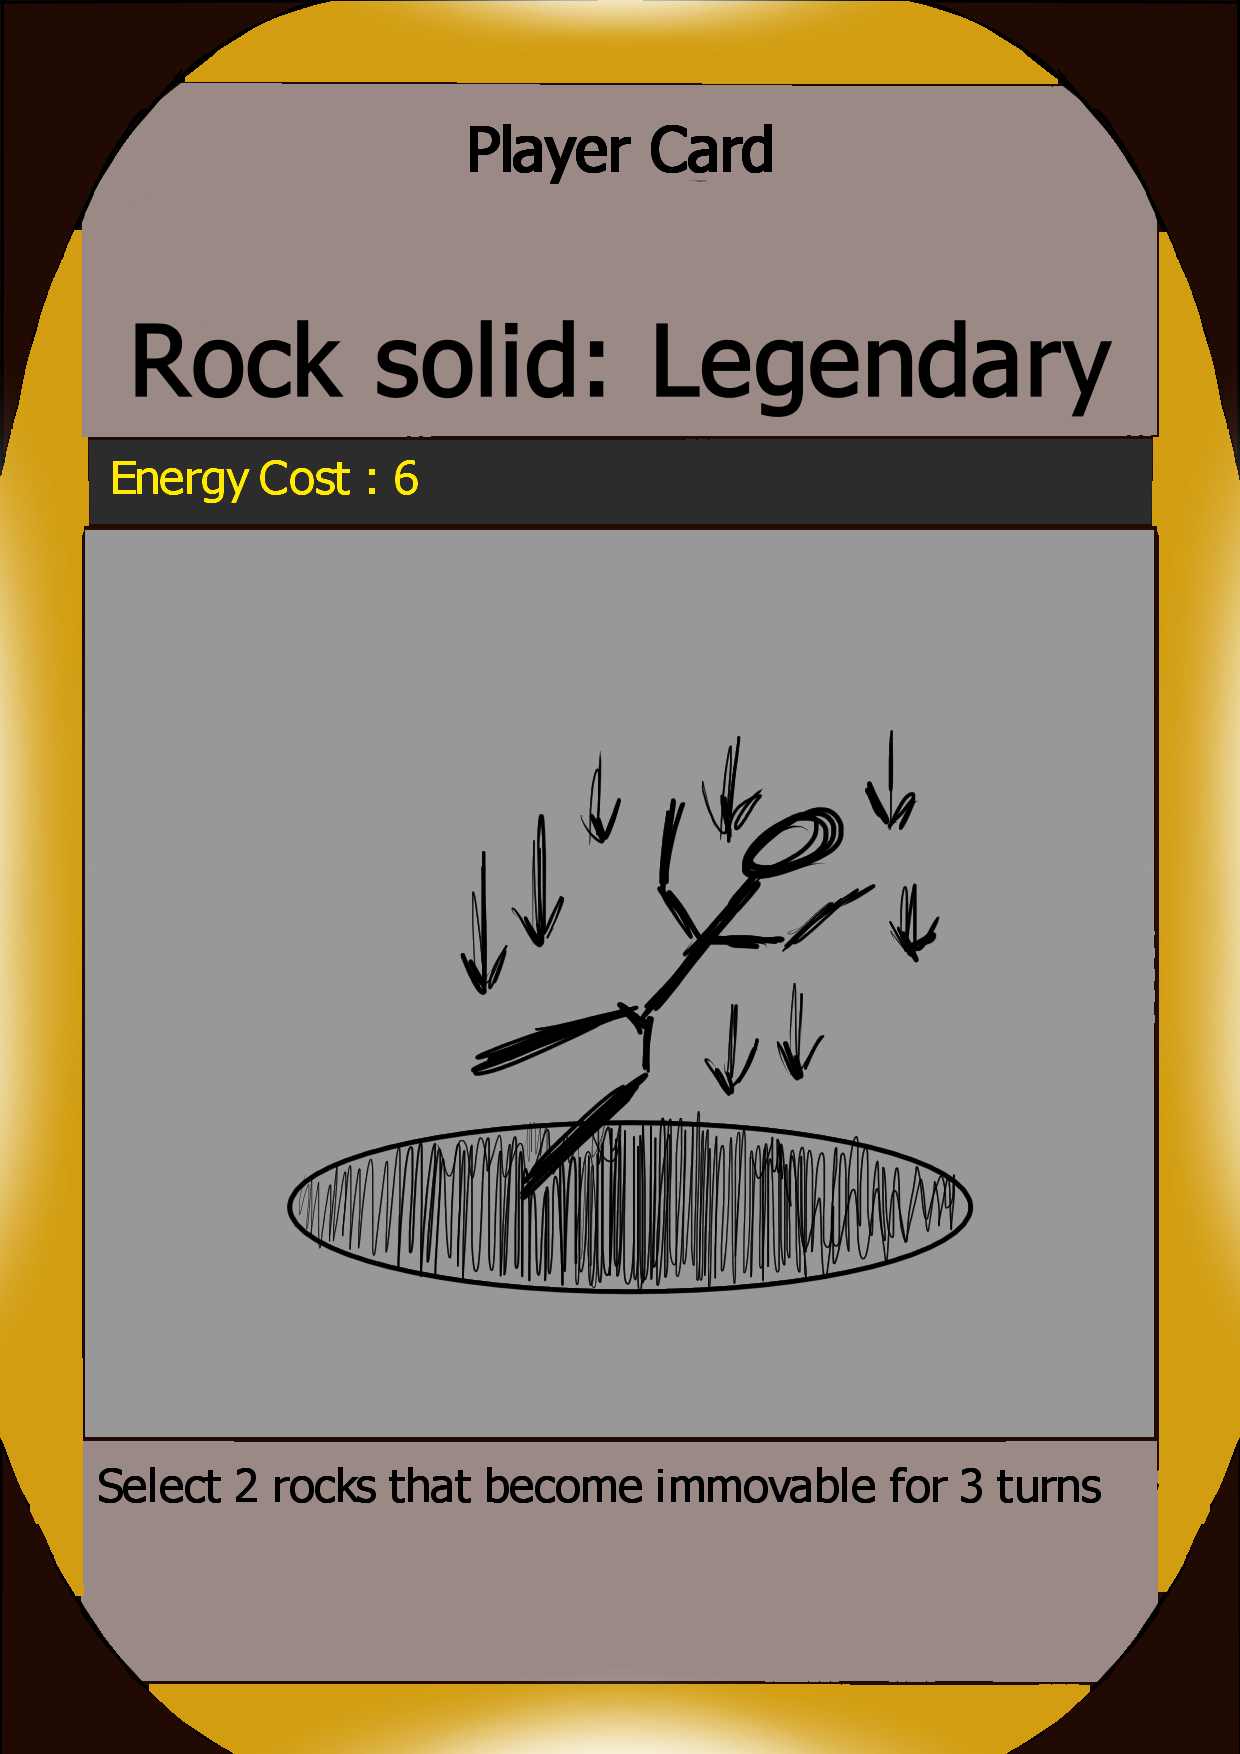 Player Card
Rock solid: Legendary
Energy Cost : 6
Select 2 rocks that become immovable for 3 turns